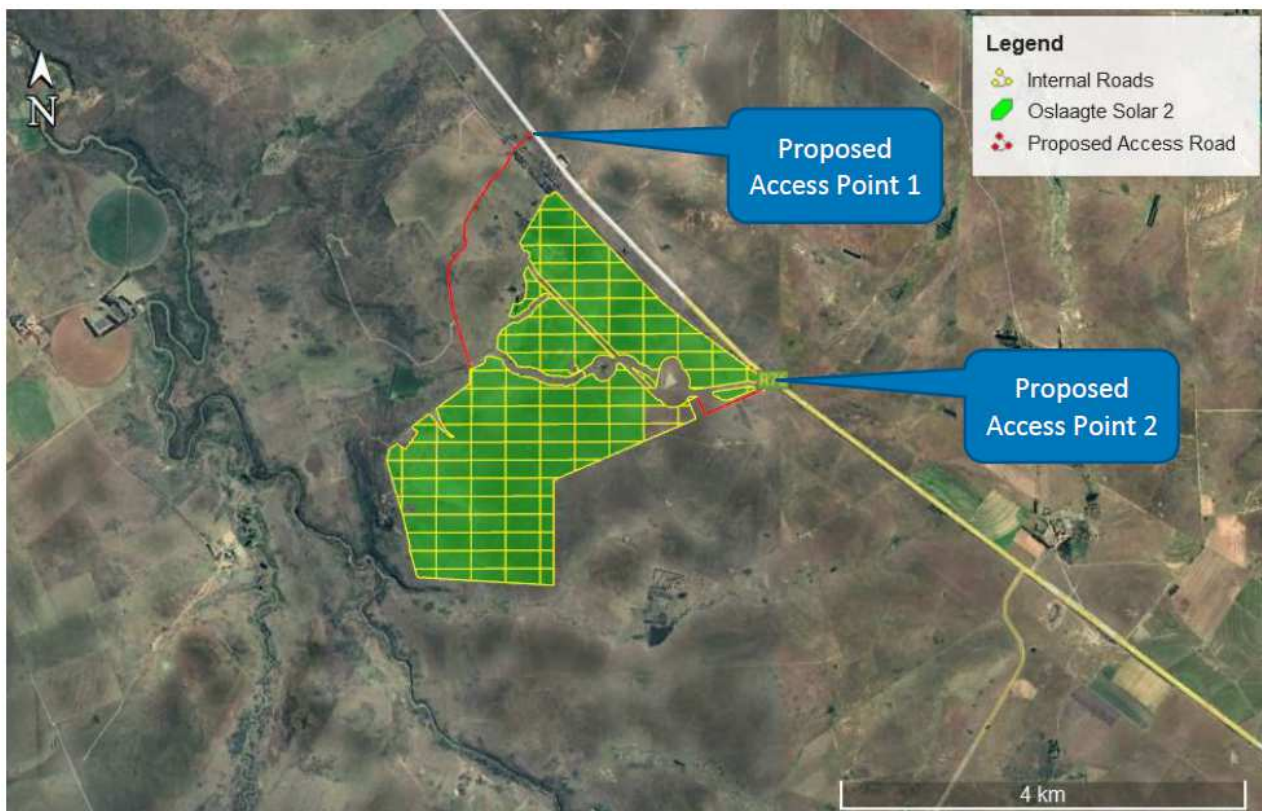 N
Legend
Internal Roads
Oslaagte Solar 2
Proposed Access Road
Proposed
Access Point 1
Proposed
Access Point 2
4 km